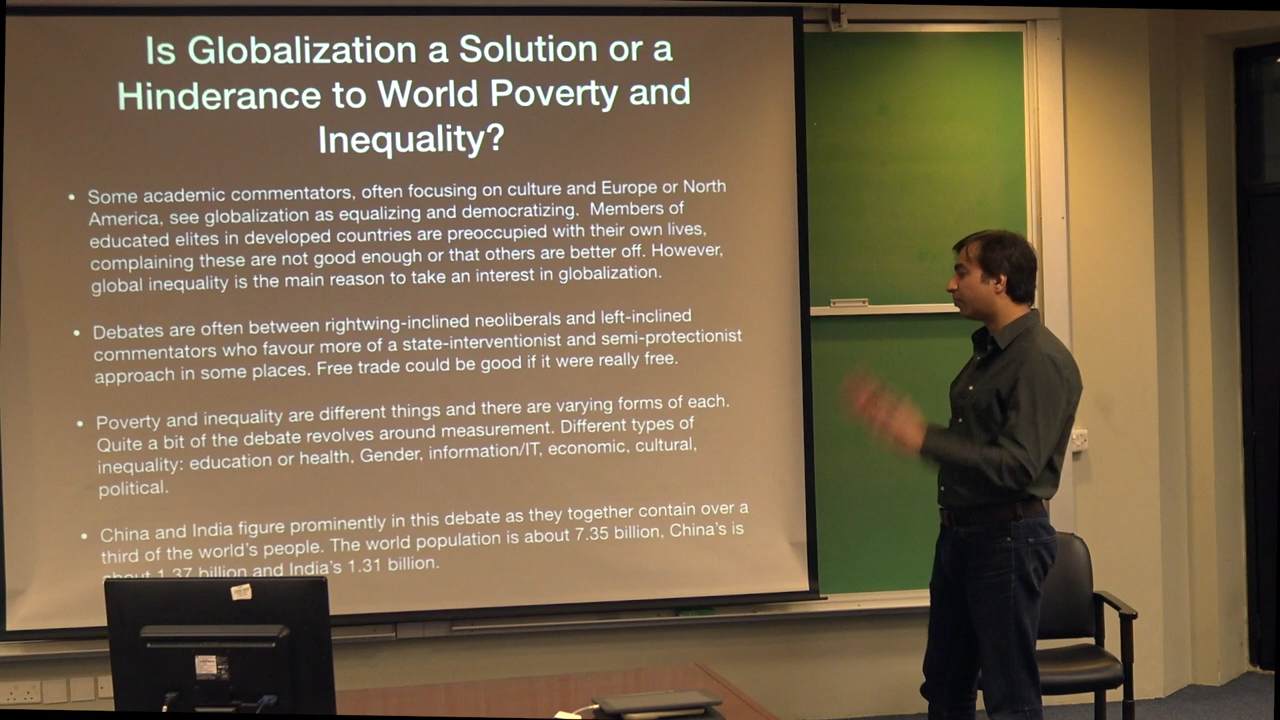 Is Globalization a Solution or a
Hinderance to World Poverty and
Inequality?
• Some academic commentators, often focusing on culture and Europe or North
America, see globalization as equalizing and democratizing.  Members of
educated elites in developed countries are preoccupied with their own lives,
complaining these are not good enough or that others are better off. However,
global inequality is the main reason to take an interest in globalization.
• Debates are often between rightwing-inclined neoliberals and left-inclined
commentators who favour more of a state-interventionist and semi-protectionist
approach in some places. Free trade could be good if it were really free.
• Poverty and inequality are different things and there are varying forms of each.
Quite a bit of the debate revolves around measurement. Different types of
inequality: education or health, Gender, information/IT, economic, cultural,
political.
• China and India figure prominently in this debate as they together contain over a
third of the world's people. The world population is about 7.35 billion, China's is
about 1.37 billion and India's 1.31 billion.